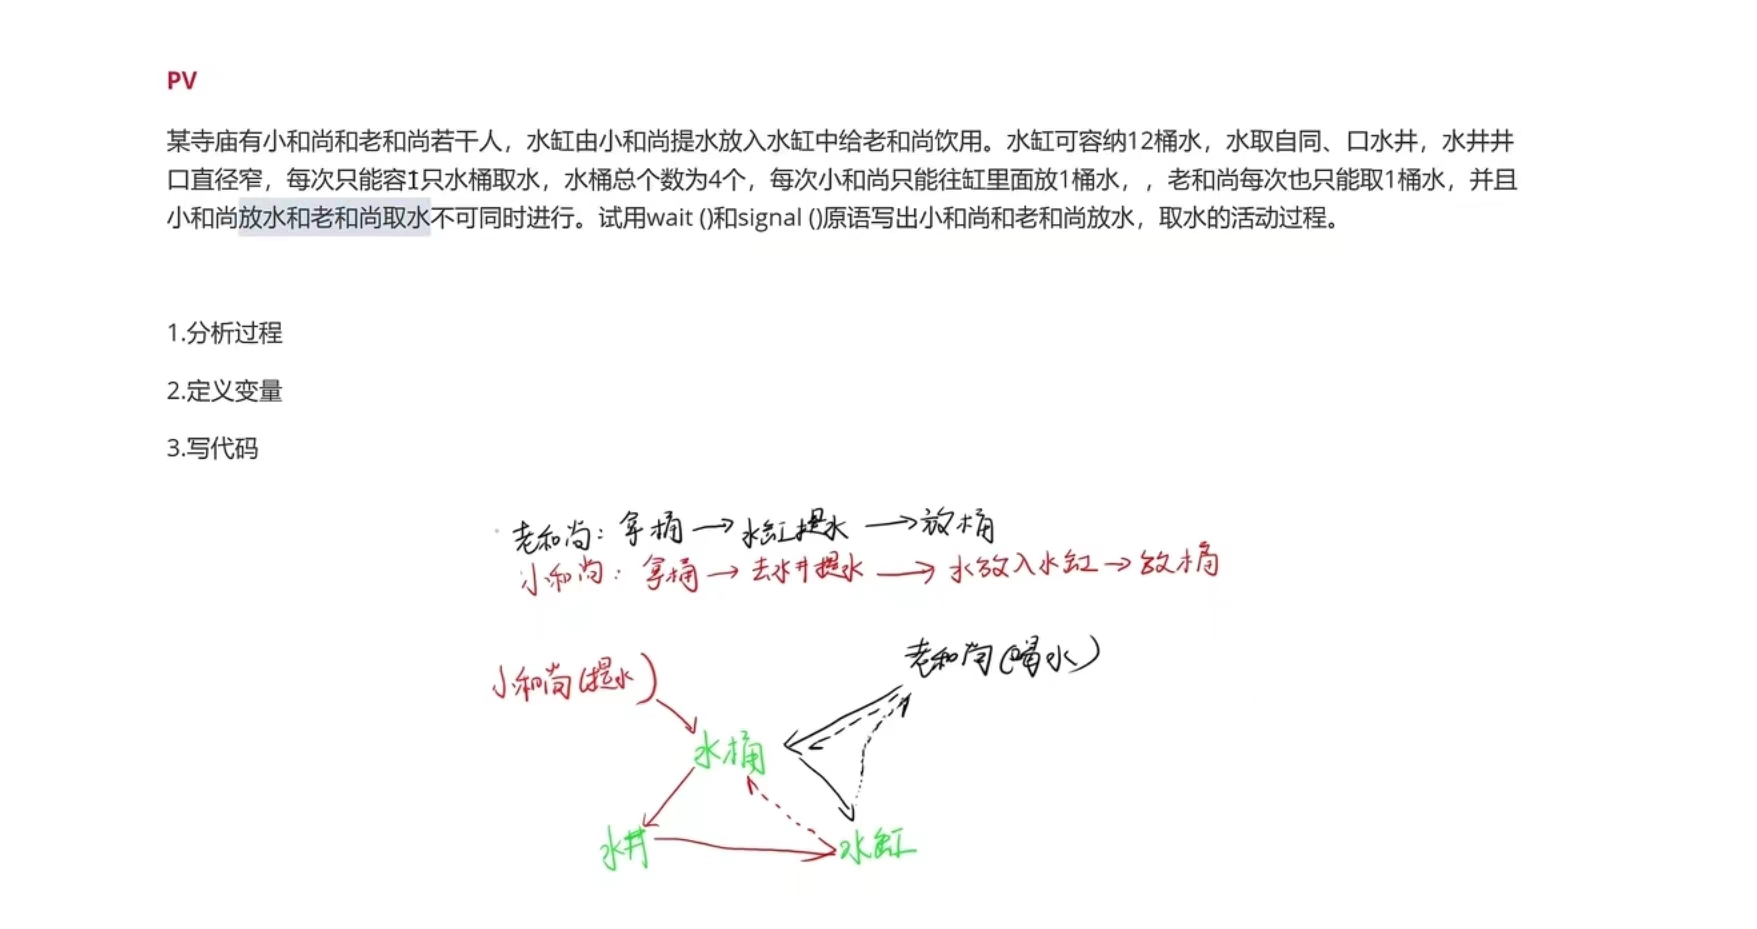 PV
某寺庙有小和尚和老和尚若干人，水缸由小和尚提水放入水缸中给老和尚饮用。水缸可容纳12桶水，水取自同、口水井，水井井
口直径窄，每次只能容1只水桶取水，水桶总个数为4个，每次小和尚只能往缸里面放1桶水，，老和尚每次也只能取1桶水，并且
小和尚放水和老和尚取水不可同时进行。试用wait ()和signal ()原语写出小和尚和老和尚放水，取水的活动过程。
1.分析过程
2.定义变量
3.写代码
老和尚：拿桶→水缸提水→放桶
小和尚：拿桶→去水井提水→水放入水缸→放桶
老和尚(喝水)
小和尚(提水)
水桶
水井
水缸